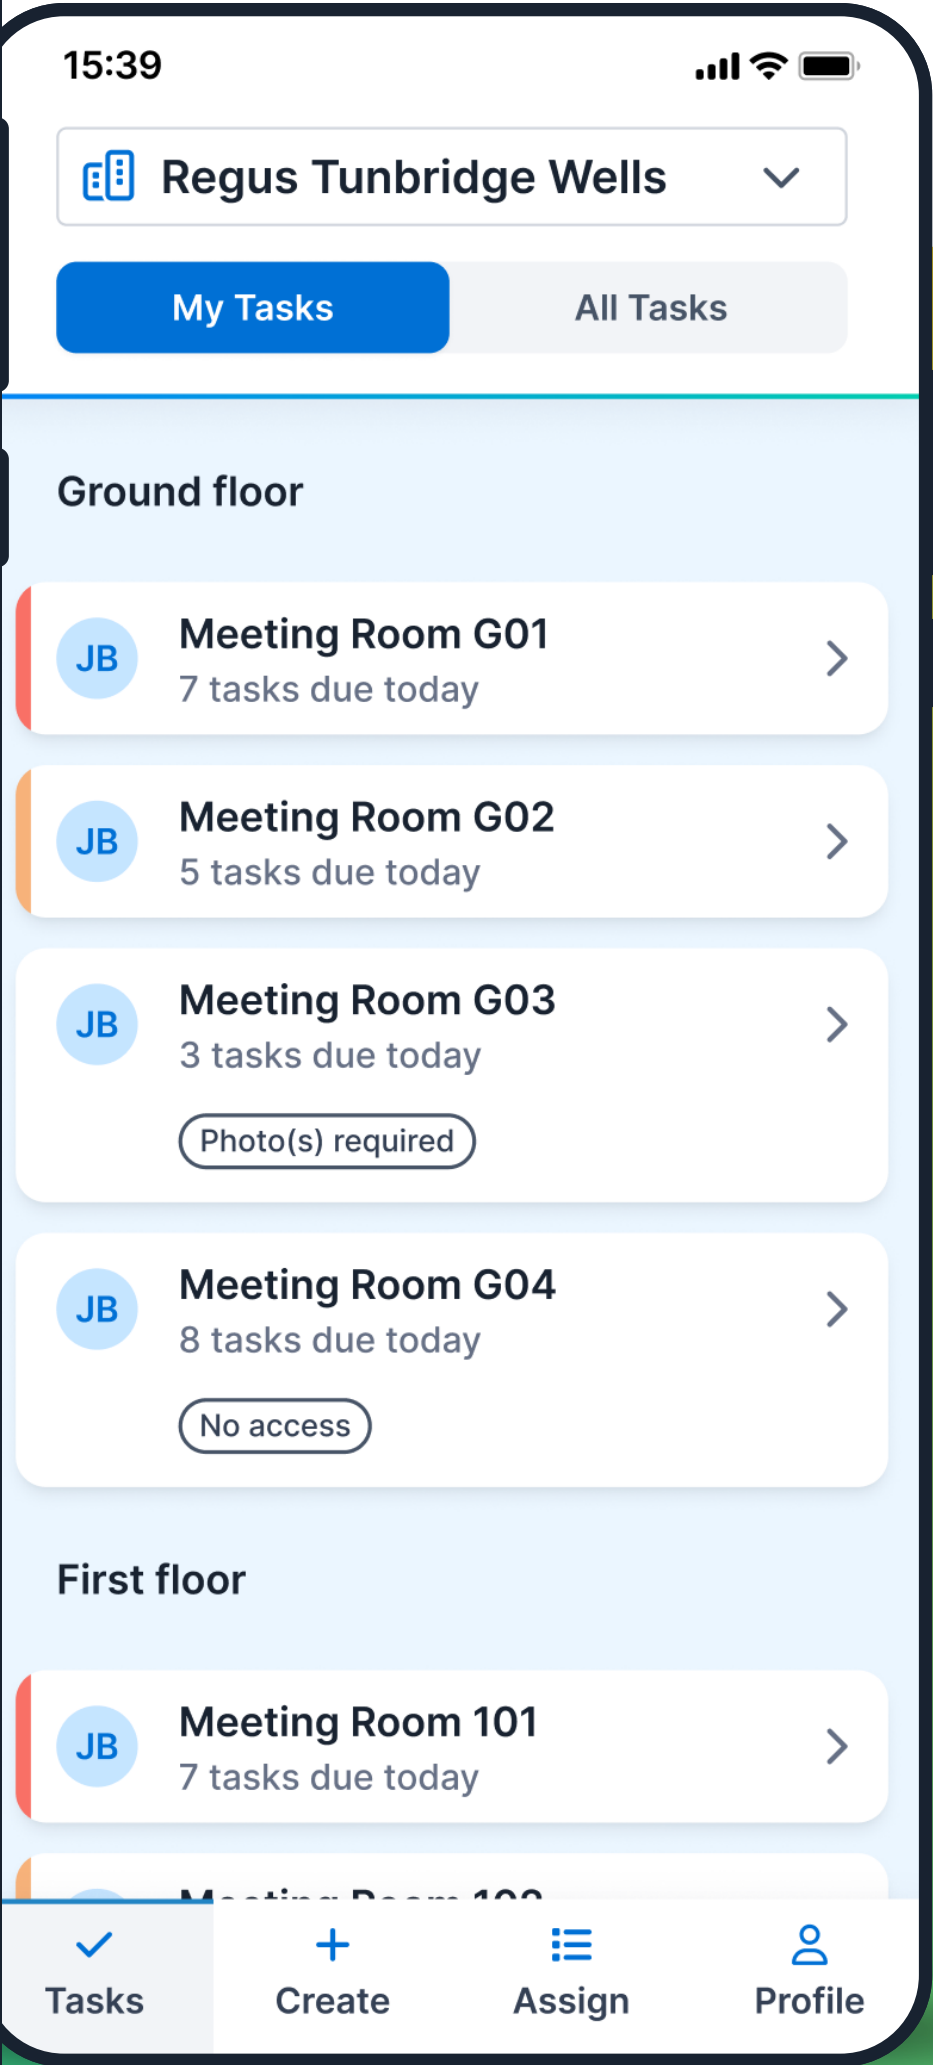 15:39
Regus Tunbridge Wells
My Tasks
All Tasks
Ground floor
JB
Meeting Room G01
7 tasks due today
JB
Meeting Room G02
5 tasks due today
JB
Meeting Room G03
3 tasks due today
Photo(s) required
JB
Meeting Room G04
8 tasks due today
No access
First floor
JB
Meeting Room 101
7 tasks due today
Meeting Room
Tasks
Create
Assign
Profile